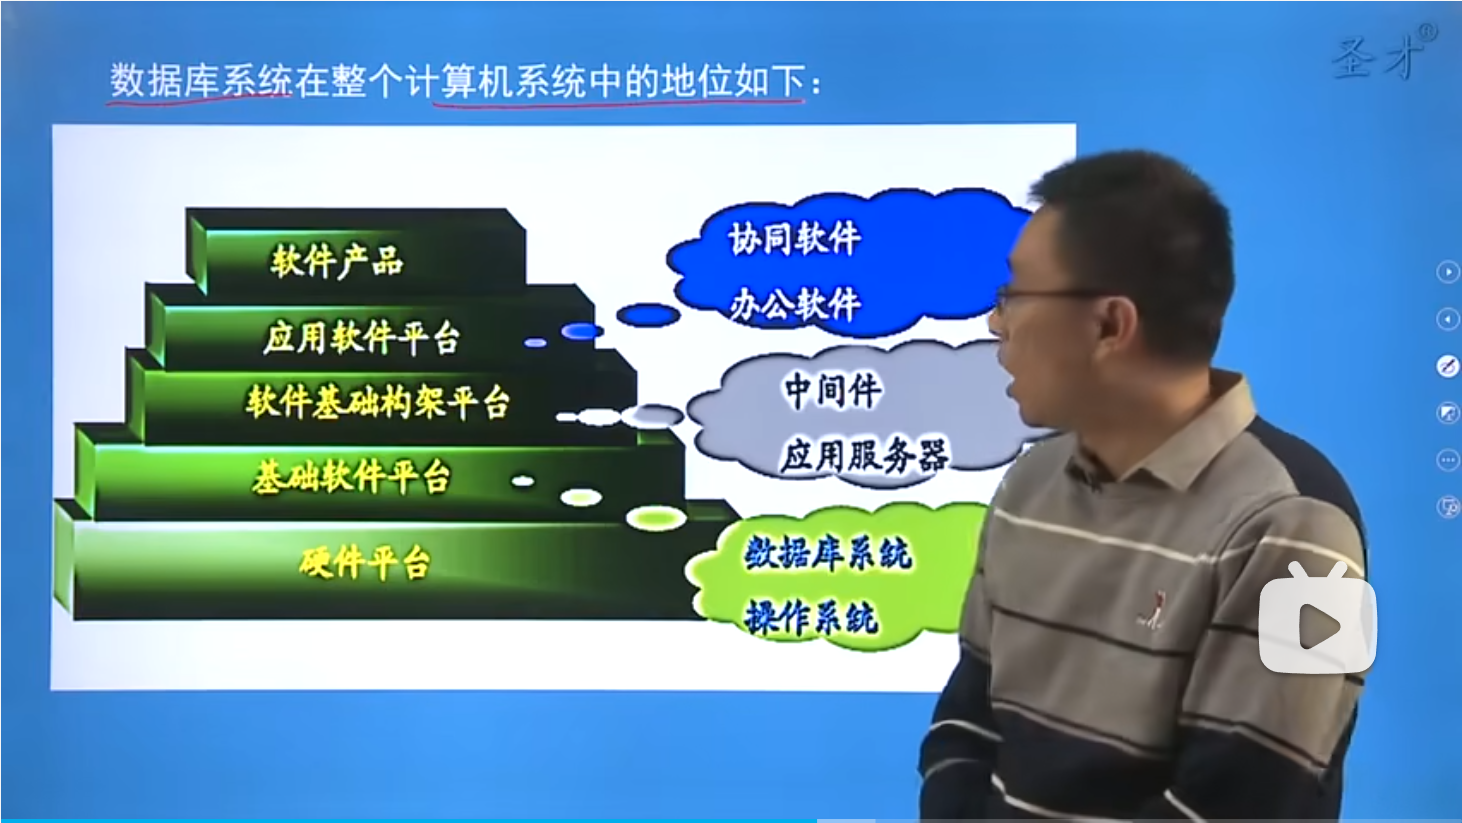 圣才®
数据库系统在整个计算机系统中的地位如下：
软件产品
应用软件平台
软件基础构架平台
基础软件平台
硬件平台
协同软件
办公软件
中间件
应用服务器
数据库系统
操作系统